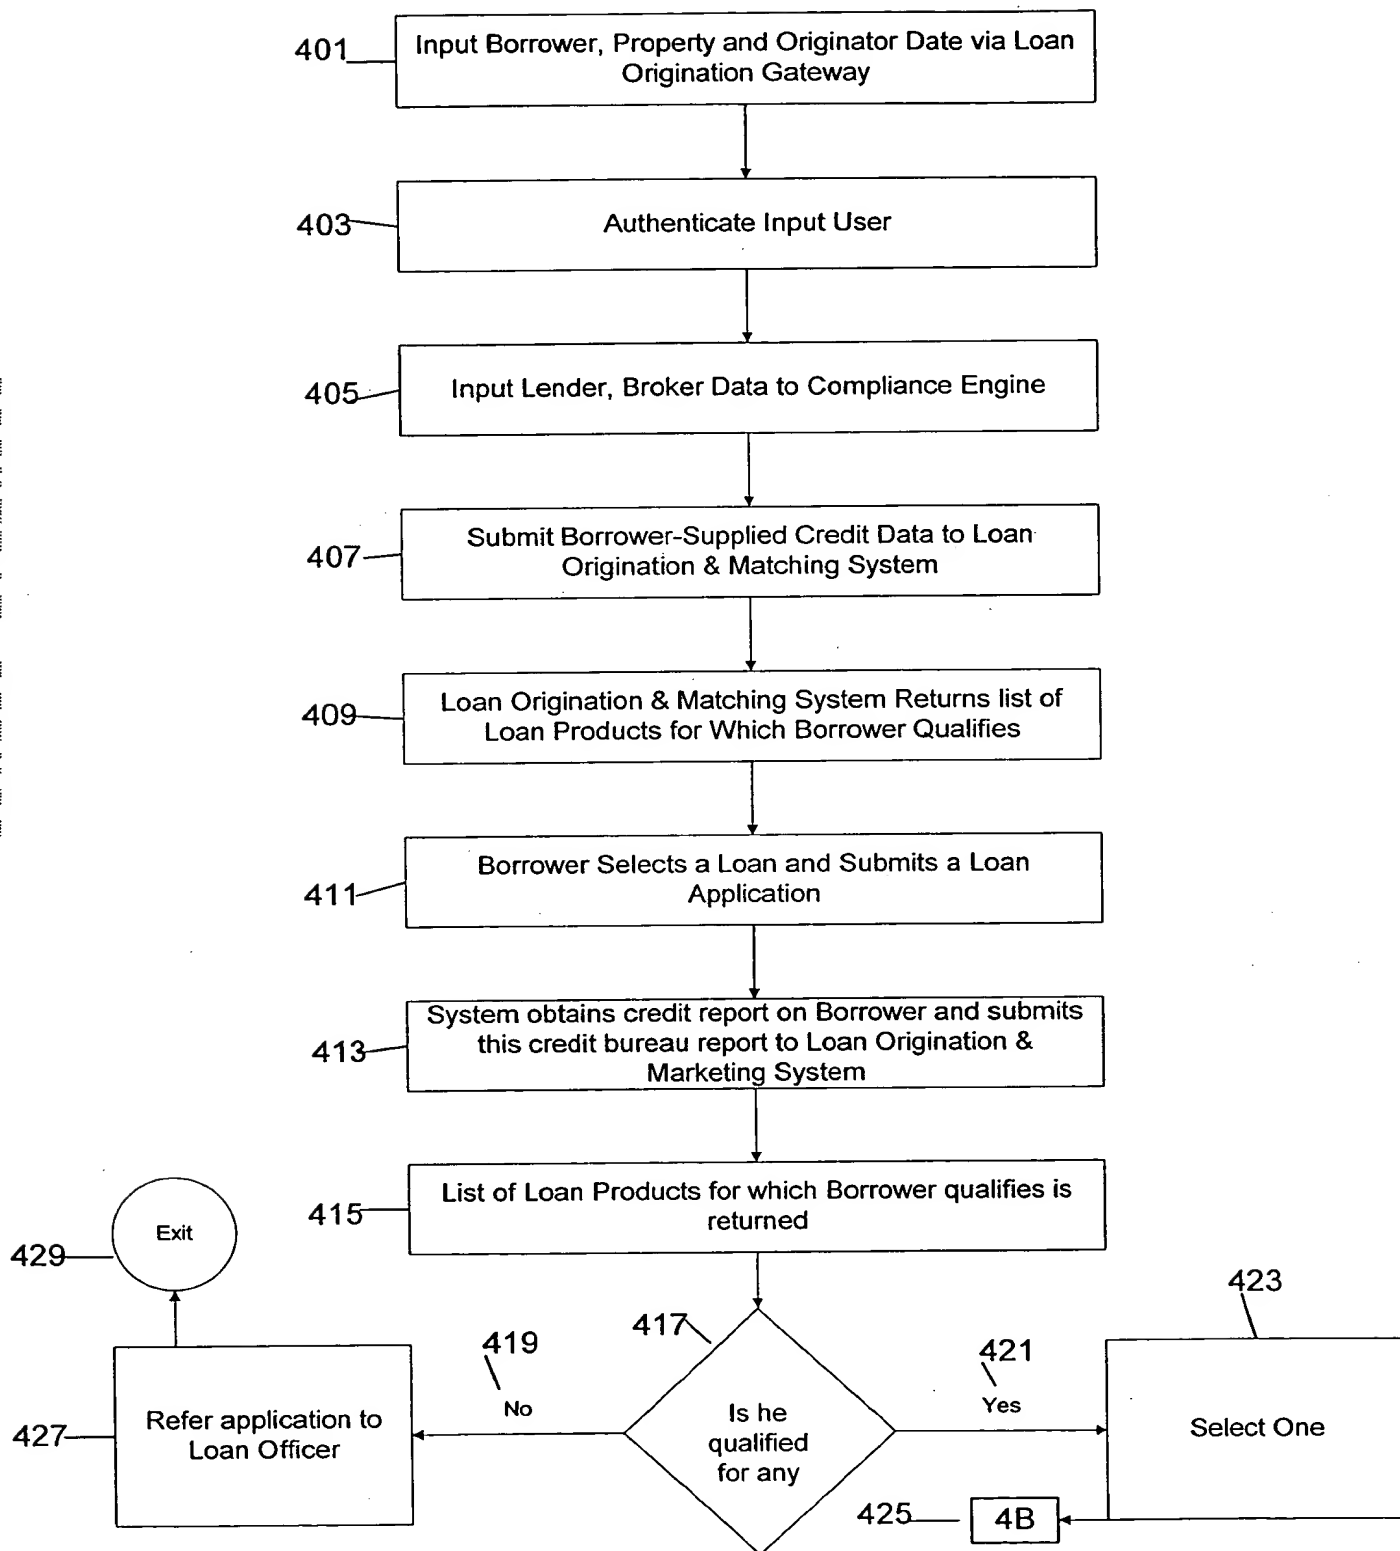 401
Input Borrower, Property and Originator Date via Loan
Origination Gateway
403
Authenticate Input User
405
Input Lender, Broker Data to Compliance Engine
407
Submit Borrower-Supplied Credit Data to Loan
Origination & Matching System
409
Loan Origination & Matching System Returns list of
Loan Products for Which Borrower Qualifies
411
Borrower Selects a Loan and Submits a Loan
Application
413
System obtains credit report on Borrower and submits
this credit bureau report to Loan Origination &
Marketing System
415
List of Loan Products for which Borrower qualifies is
returned
429
Exit
417
419
No
421
Yes
423
427
Refer application to
Loan Officer
Is he
qualified
for any
Select One
425
4B